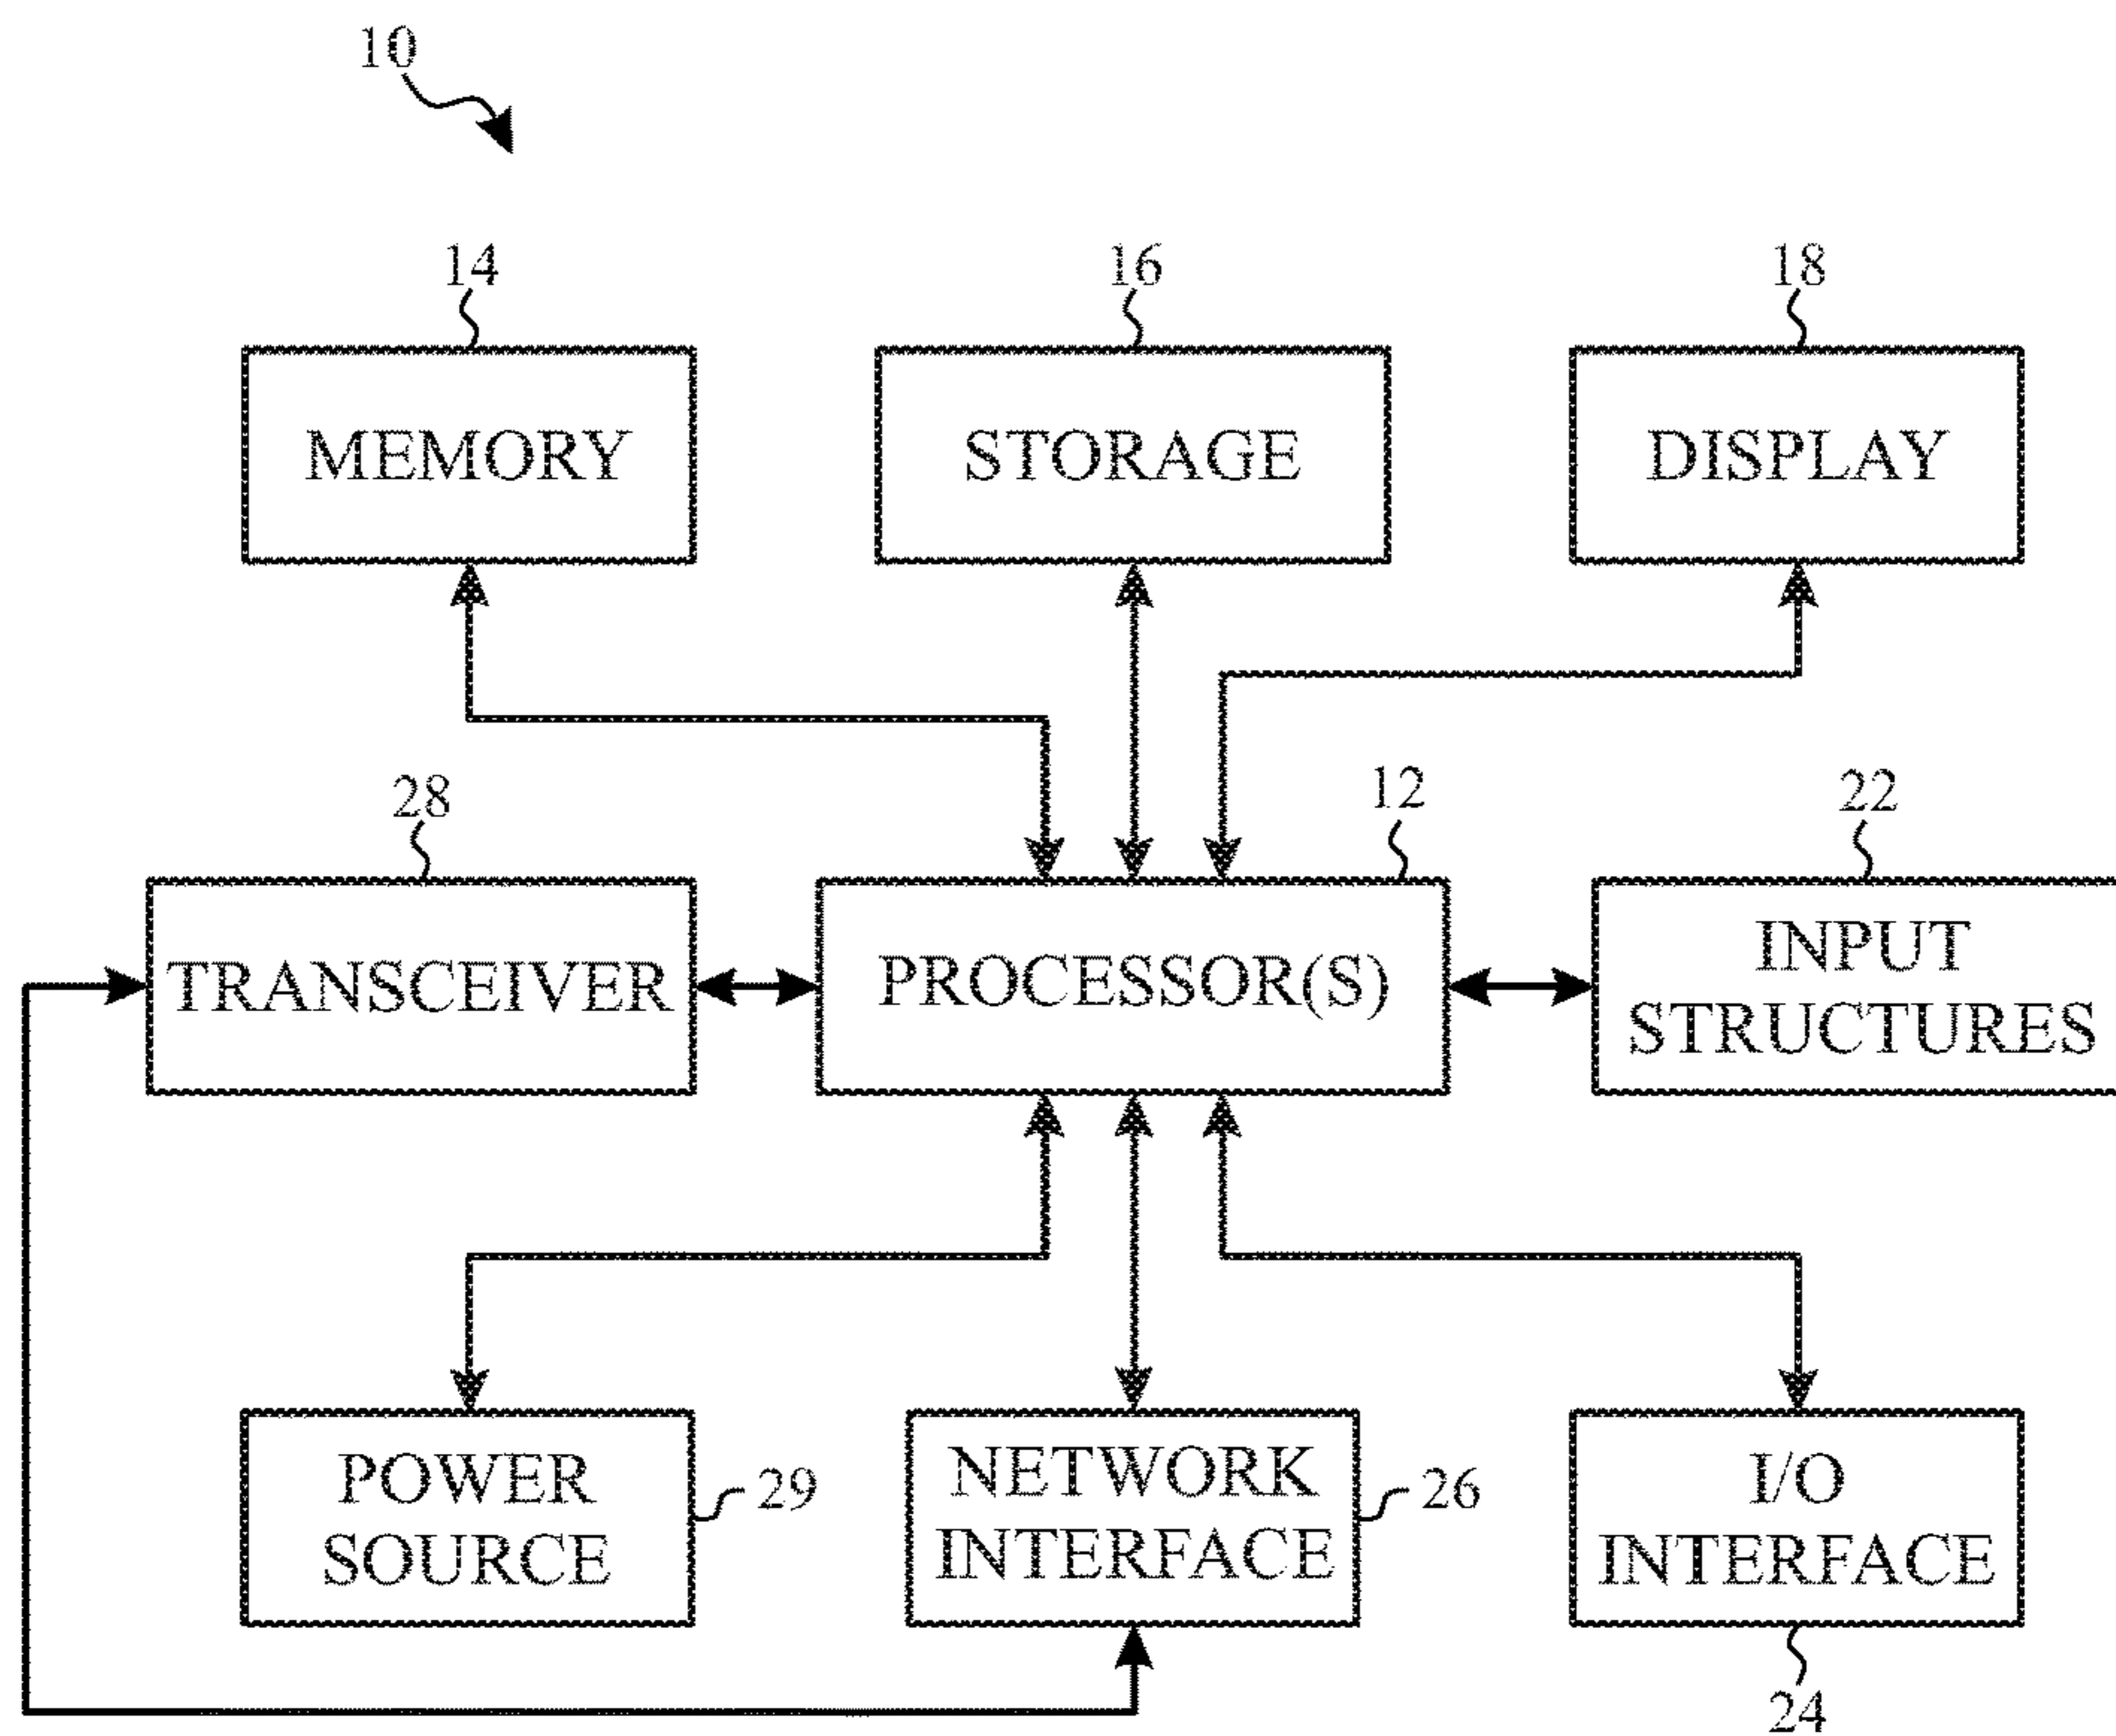 10
14
16
18
MEMORY
STORAGE
DISPLAY
28
12
22
TRANSCEIVER
PROCESSOR(S)
INPUT
STRUCTURES
POWER
SOURCE
29
NETWORK
INTERFACE
26
I/O
INTERFACE
24